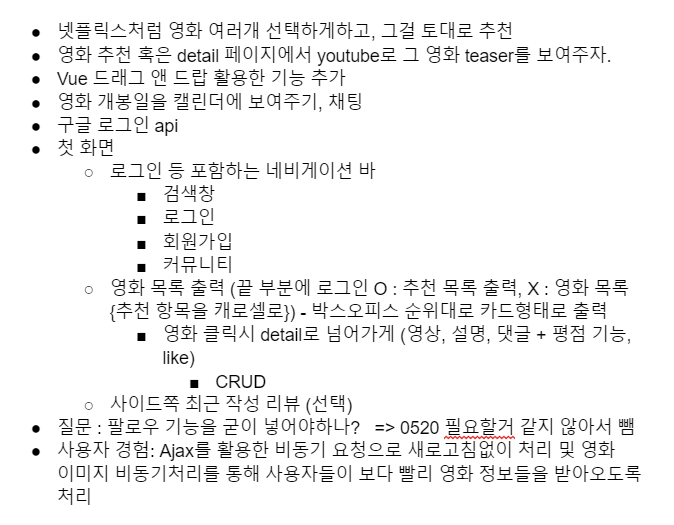 ● 넷플릭스처럼 영화 여러개 선택하게하고, 그걸 토대로 추천
● 영화 추천 혹은 detail 페이지에서 youtube로 그 영화 teaser를 보여주자.
● Vue 드래그 앤 드랍 활용한 기능 추가
● 영화 개봉일을 캘린더에 보여주기, 채팅
● 구글 로그인 api
● 첫 화면
○ 로그인 등 포함하는 네비게이션 바
■ 검색창
■ 로그인
■ 회원가입
■ 커뮤니티
○ 영화 목록 출력 (끝 부분에 로그인 O : 추천 목록 출력, X : 영화 목록
{추천 항목을 캐로셀로}) - 박스오피스 순위대로 카드형태로 출력
■ 영화 클릭시 detail로 넘어가게 (영상, 설명, 댓글 + 평점 기능,
like)
■ CRUD
○ 사이드쪽 최근 작성 리뷰 (선택)
● 질문 : 팔로우 기능을 굳이 넣어야하나? => 0520 필요할거 같지 않아서 뺌
● 사용자 경험: Ajax를 활용한 비동기 요청으로 새로고침없이 처리 및 영화
이미지 비동기처리를 통해 사용자들이 보다 빨리 영화 정보들을 받아오도록
처리